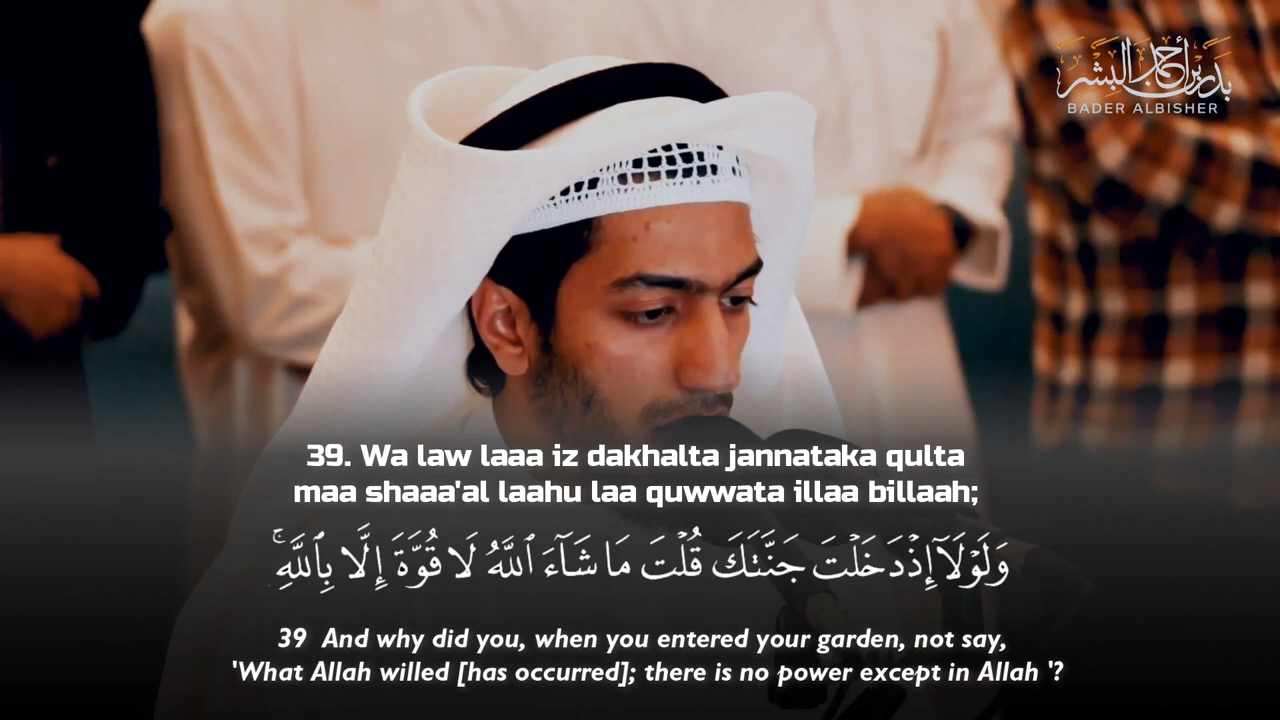 بدر بن أحمد البشر
BADER ALBISHER
39. Wa law laaa iz dakhalta jannataka qulta
maa shaaa'al laahu laa quwwata illaa billaah;
وَلَوْلَآ إِذْ دَخَلْتَ جَنَّتَكَ قُلْتَ مَا شَآءَ ٱللَّهُ لَا قُوَّةَ إِلَّا بِٱللَّهِ ۚ
39 And why did you, when you entered your garden, not say,
'What Allah willed [has occurred]; there is no power except in Allah '?